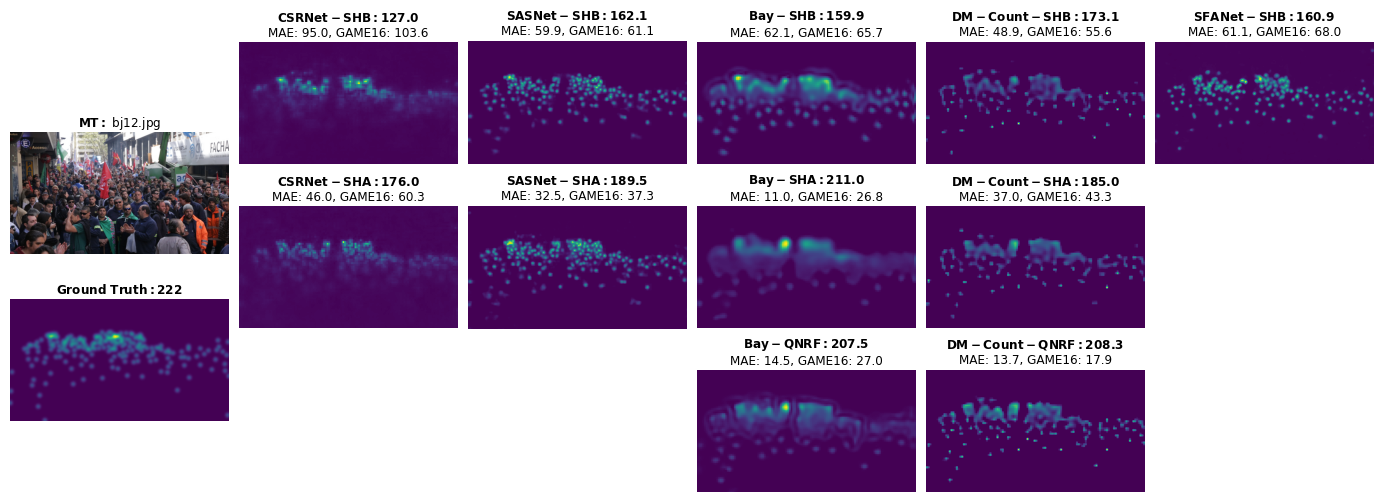 CSRNet − SHB : 127.0
MAE: 95.0, GAME16: 103.6
SASNet − SHB : 162.1
MAE: 59.9, GAME16: 61.1
Bay − SHB : 159.9
MAE: 62.1, GAME16: 65.7
DM − Count − SHB : 173.1
MAE: 48.9, GAME16: 55.6
SFANet − SHB : 160.9
MAE: 61.1, GAME16: 68.0
MT : bj12.jpg
FACHA
CSRNet − SHA : 176.0
MAE: 46.0, GAME16: 60.3
SASNet − SHA : 189.5
MAE: 32.5, GAME16: 37.3
Bay − SHA : 211.0
MAE: 11.0, GAME16: 26.8
DM − Count − SHA : 185.0
MAE: 37.0, GAME16: 43.3
Ground Truth : 222
Bay − QNRF : 207.5
MAE: 14.5, GAME16: 27.0
DM − Count − QNRF : 208.3
MAE: 13.7, GAME16: 17.9